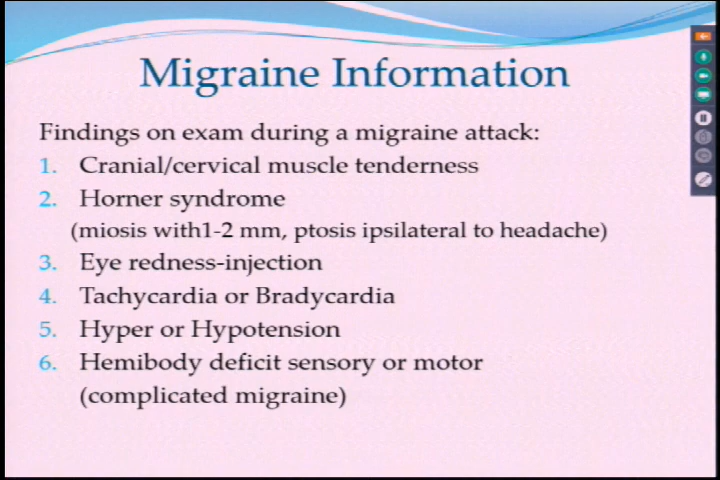 Migraine Information
Findings on exam during a migraine attack:
1. Cranial/cervical muscle tenderness
2. Horner syndrome
(miosis with1-2 mm, ptosis ipsilateral to headache)
3. Eye redness-injection
4. Tachycardia or Bradycardia
5. Hyper or Hypotension
6. Hemibody deficit sensory or motor
(complicated migraine)